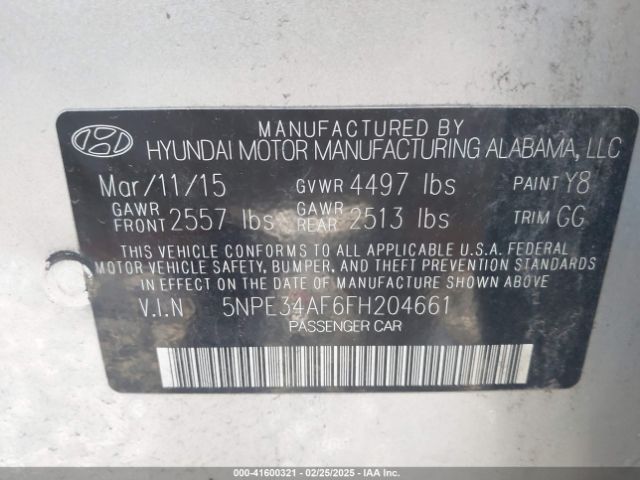 MANUFACTURED BY
HYUNDAI MOTOR MANUFACTURING ALABAMA, LLC
Mar/11/15 GVWR 4497 lbs PAINT Y8
GAWR FRONT 2557 lbs GAWR REAR 2513 lbs TRIM GG
THIS VEHICLE CONFORMS TO ALL APPLICABLE U.S.A. FEDERAL
MOTOR VEHICLE SAFETY, BUMPER, AND THEFT PREVENTION STANDARDS
IN EFFECT ON THE DATE OF MANUFACTURE SHOWN ABOVE
V.I.N 5NPE34AF6FH204661
PASSENGER CAR
000-41600321 | 02/25/2025 | IAA Inc.